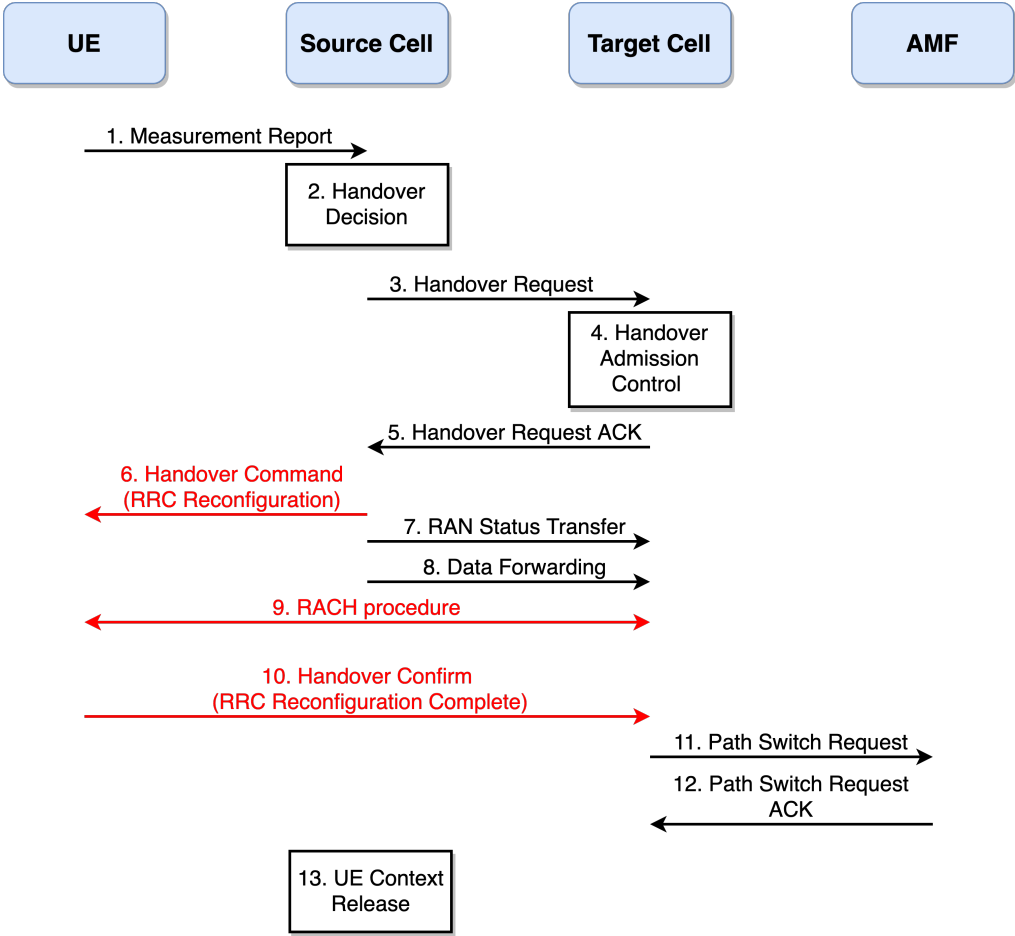 UE
Source Cell
Target Cell
AMF
1. Measurement Report
2. Handover
Decision
3. Handover Request
4. Handover
Admission
Control
5. Handover Request ACK
6. Handover Command
(RRC Reconfiguration)
7. RAN Status Transfer
8. Data Forwarding
9. RACH procedure
10. Handover Confirm
(RRC Reconfiguration Complete)
11. Path Switch Request
12. Path Switch Request
ACK
13. UE Context
Release